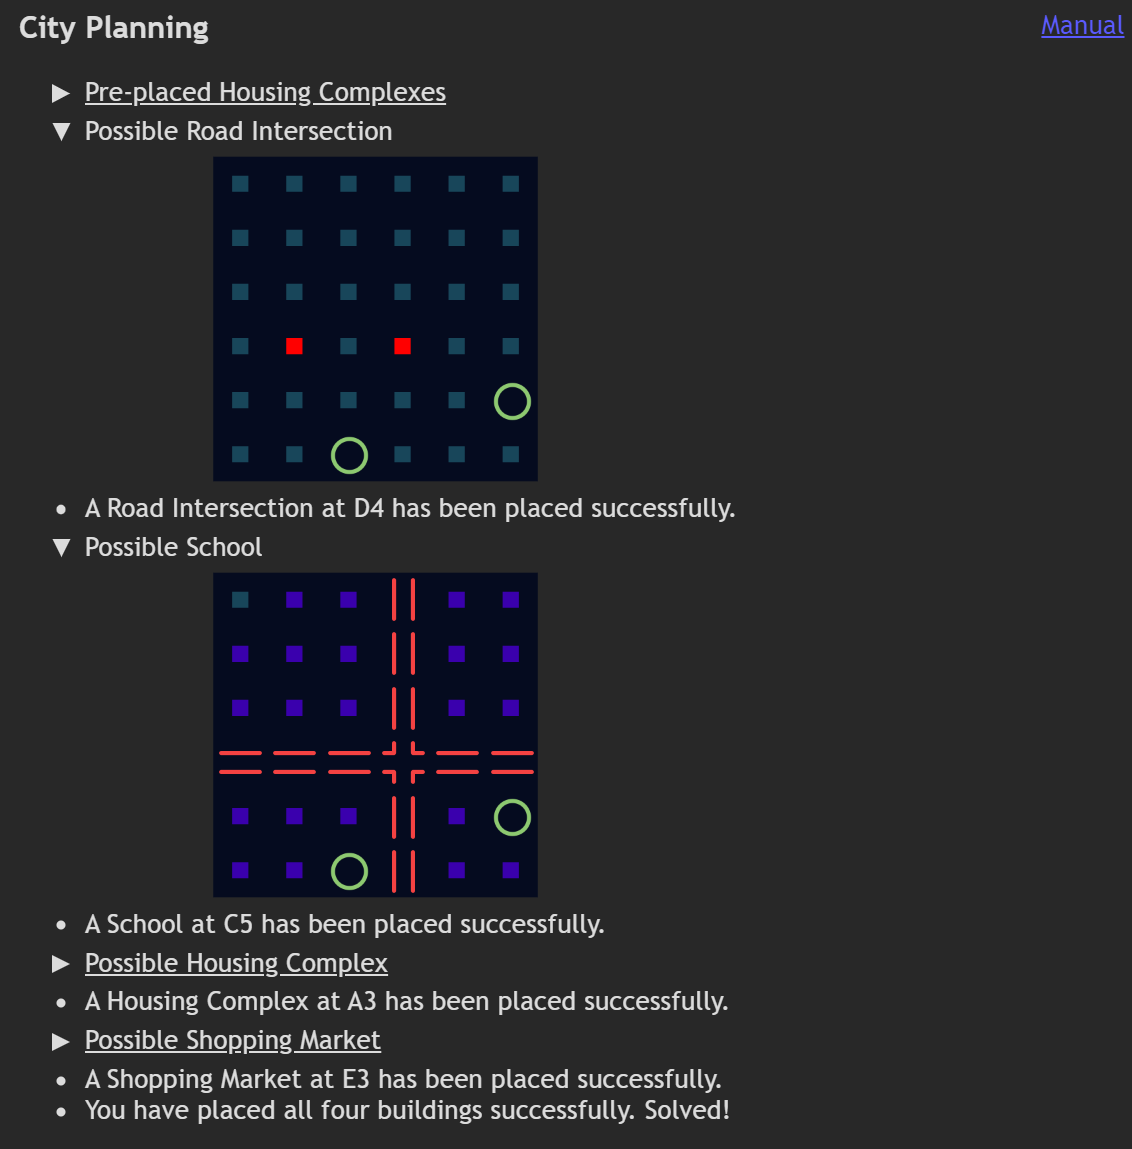 City Planning
Manual
Pre-placed Housing Complexes
Possible Road Intersection
A Road Intersection at D4 has been placed successfully.
Possible School
A School at C5 has been placed successfully.
Possible Housing Complex
A Housing Complex at A3 has been placed successfully.
Possible Shopping Market
A Shopping Market at E3 has been placed successfully.
You have placed all four buildings successfully. Solved!